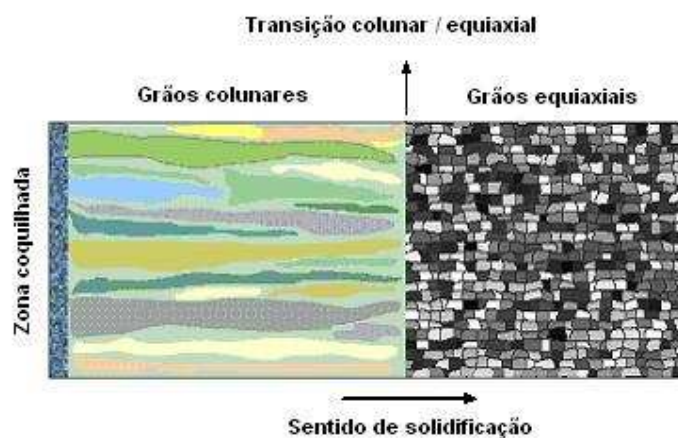 Transição colunar / equiaxial
Grãos colunares
Grãos equiaxiais
Zona coquilhada
Sentido de solidificação